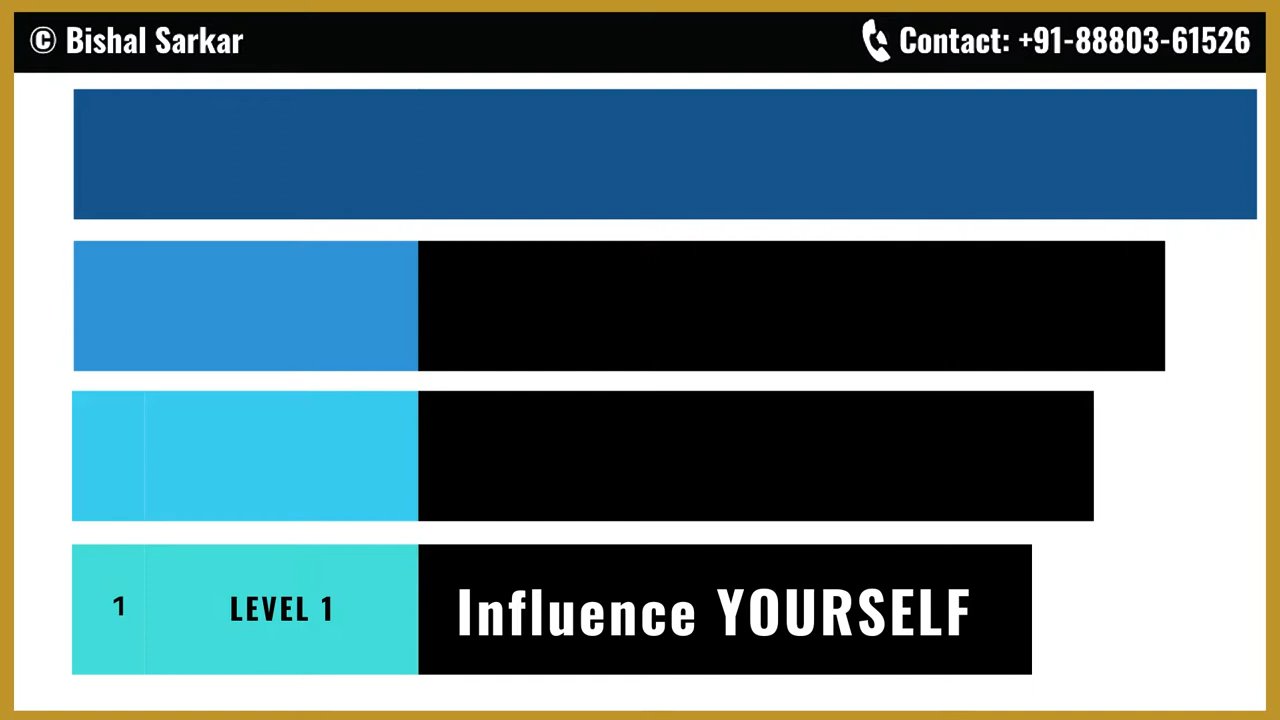 © Bishal Sarkar
Contact: +91-88803-61526
1 LEVEL 1 Influence YOURSELF